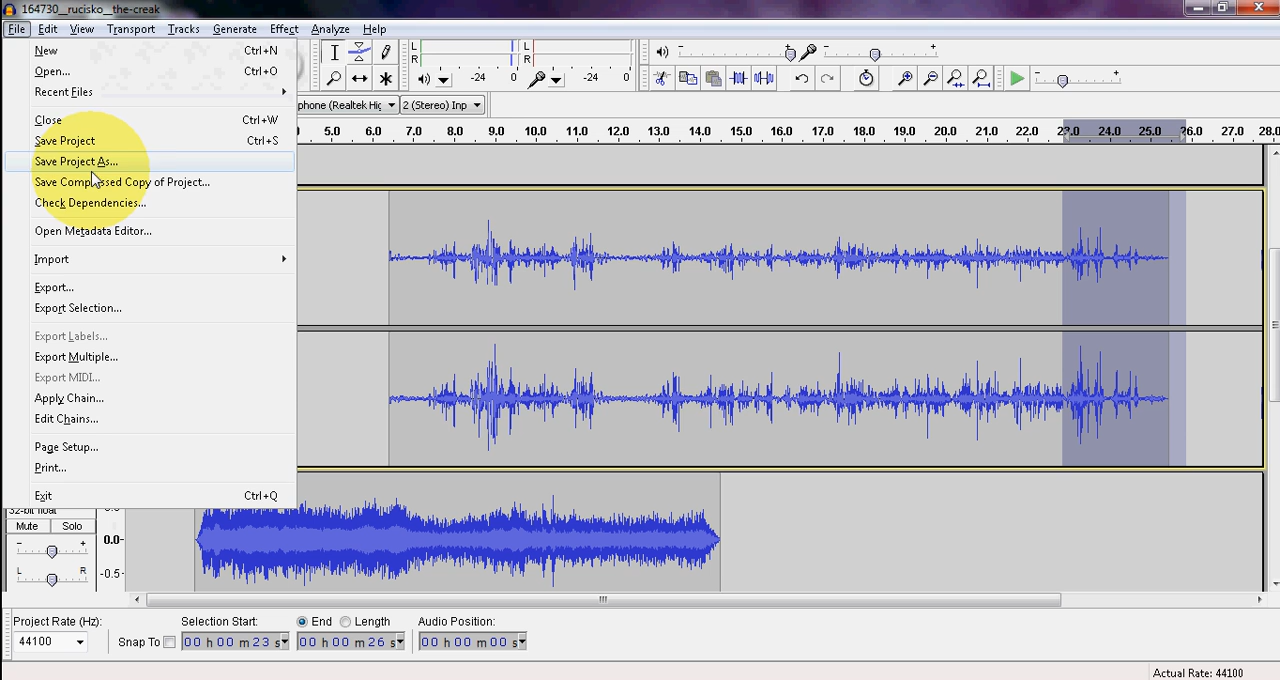 164730__rucisko__the-creak
File Edit View Transport Tracks Generate Effect Analyze Help
New Ctrl+N
Open... Ctrl+O
Recent Files
Close Ctrl+W
Save Project Ctrl+S
Save Project As...
Save Compressed Copy of Project...
Check Dependencies...
Open Metadata Editor...
Import
Export...
Export Selection...
Export Labels...
Export Multiple...
Export MIDI...
Apply Chain...
Edit Chains...
Page Setup...
Print...
Exit Ctrl+Q
L
R
-24 0
L
R
-24 0
phone (Realtek Hig 2 (Stereo) Inp
5.0 6.0 7.0 8.0 9.0 10.0 11.0 12.0 13.0 14.0 15.0 16.0 17.0 18.0 19.0 20.0 21.0 22.0 23.0 24.0 25.0 26.0 27.0 28.0
32-bit float
Mute Solo
- +
L R
0.0-
-0.5-
Project Rate (Hz):
44100
Snap To
Selection Start:
00 h 00 m 23 s
End Length
00 h 00 m 26 s
Audio Position:
00 h 00 m 00 s
Actual Rate: 44100